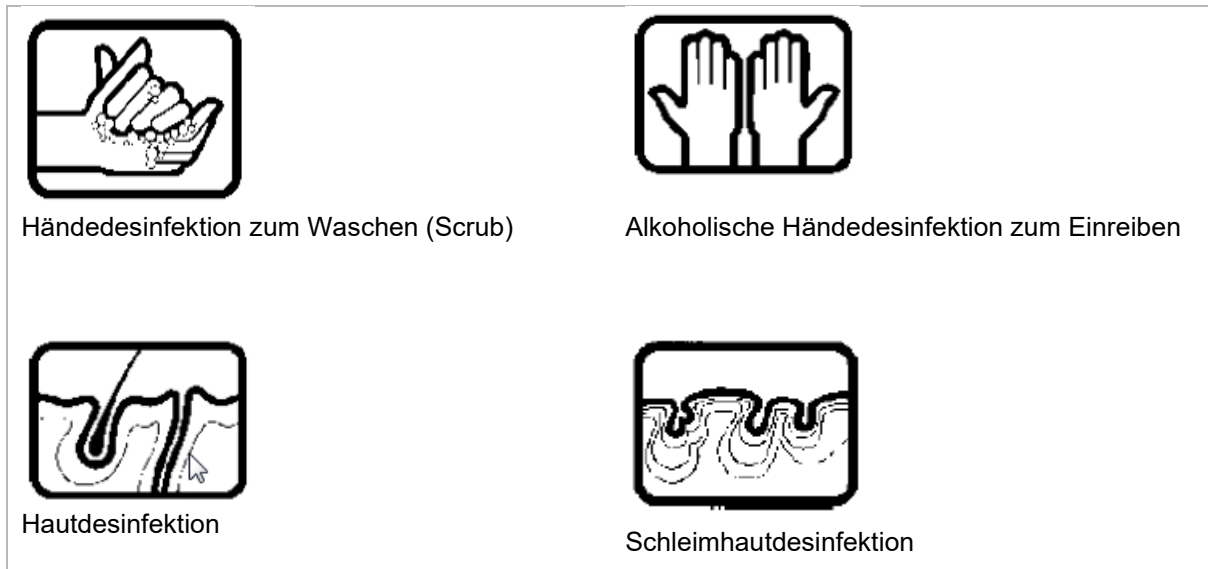 Händedesinfektion zum Waschen (Scrub)
Alkoholische Händedesinfektion zum Einreiben
Hautdesinfektion
Schleimhautdesinfektion